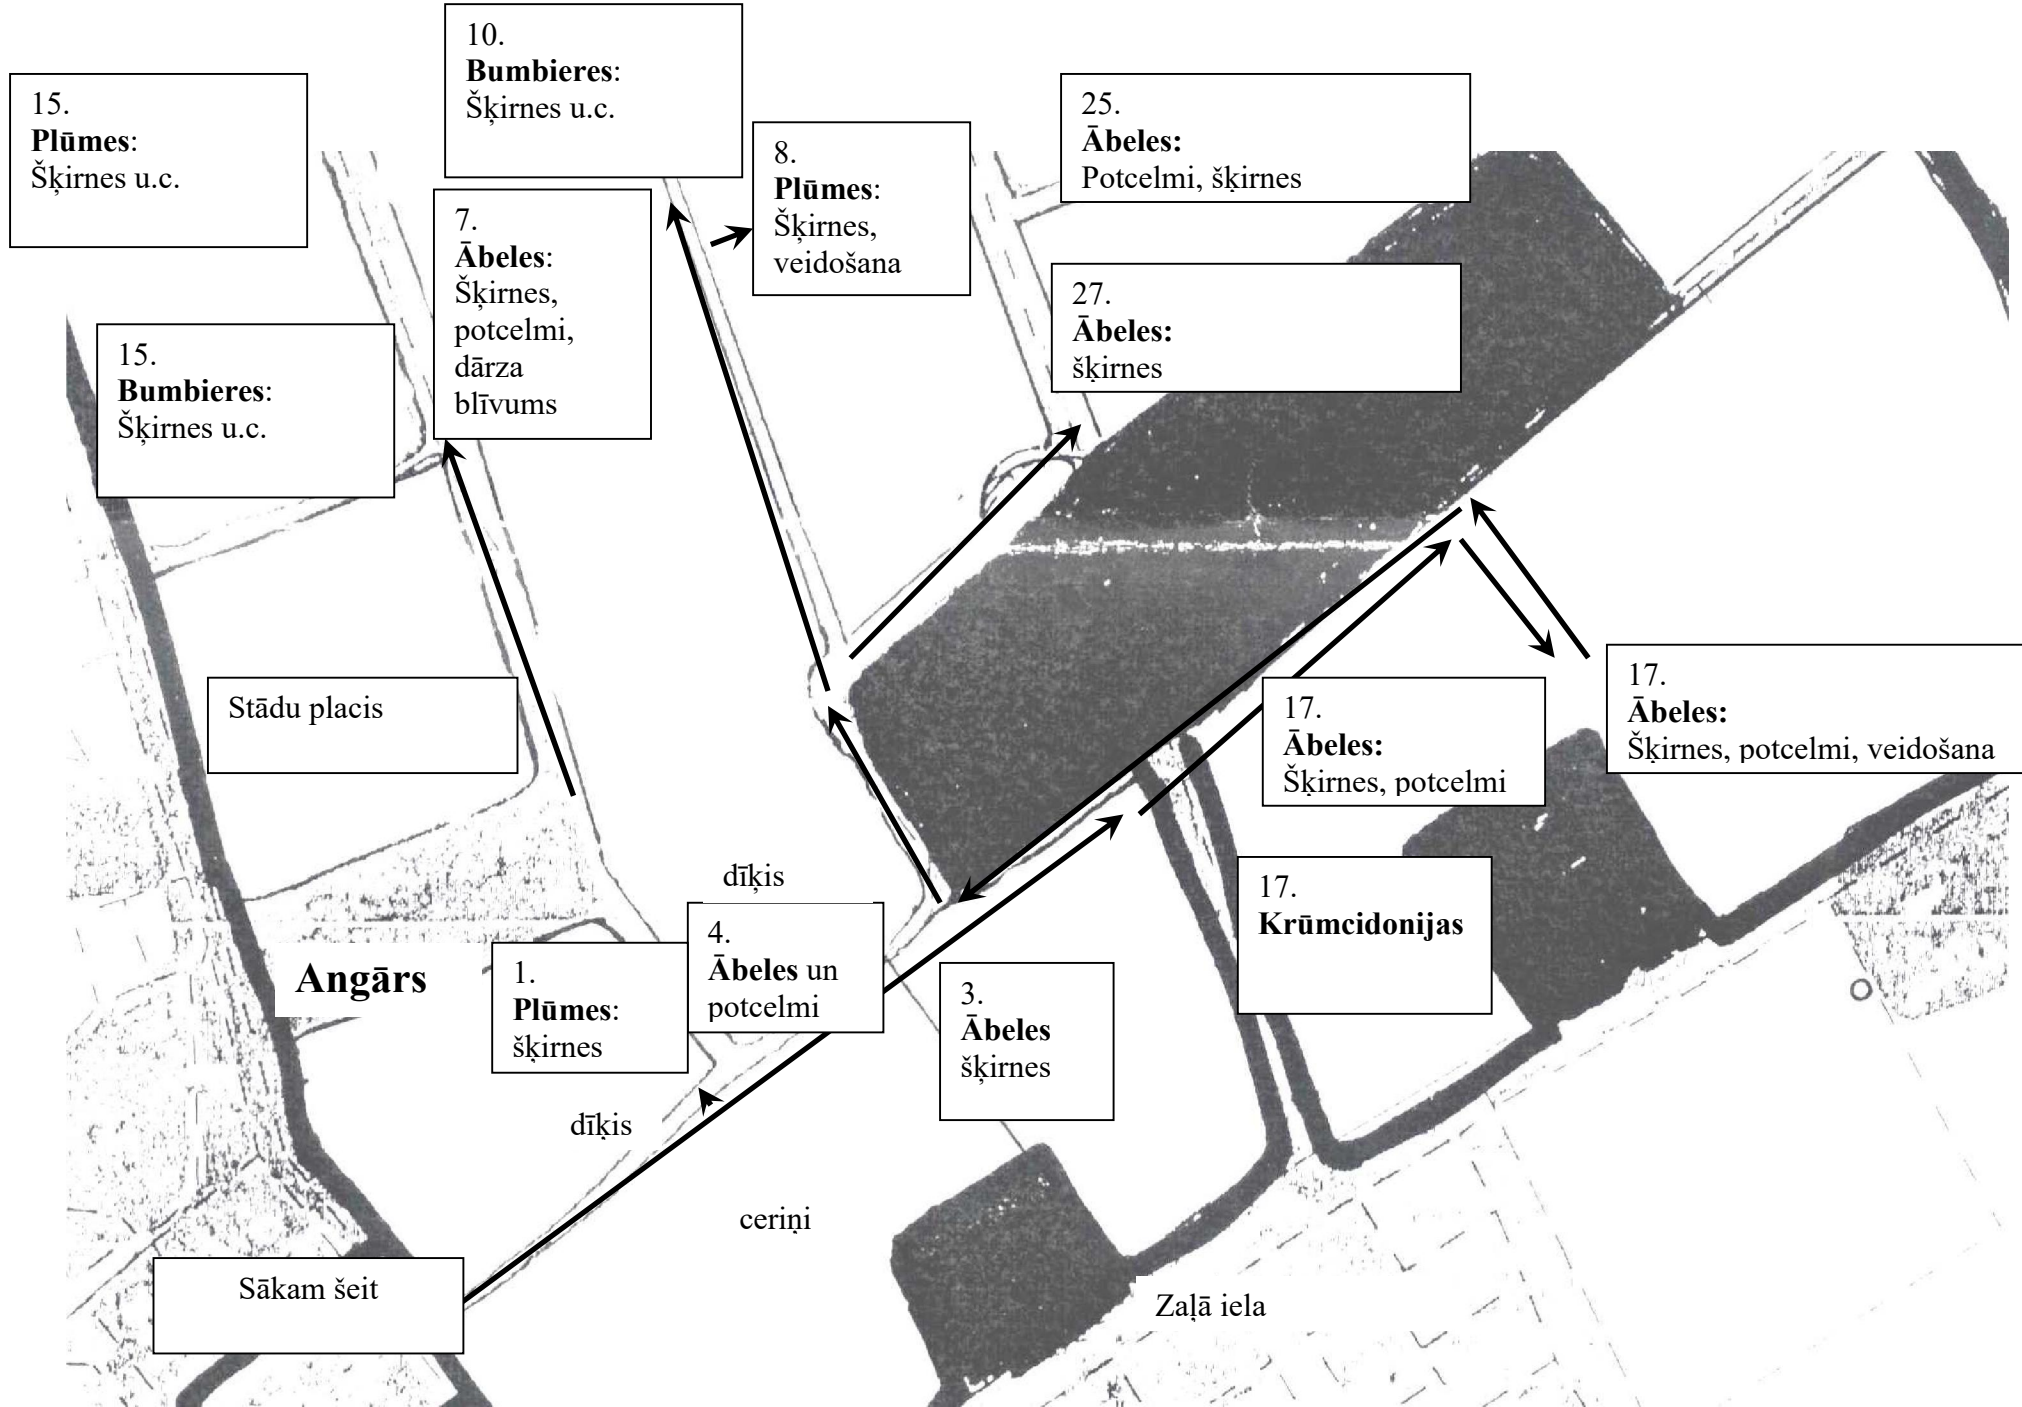 10.
Bumbieres:
Šķirnes u.c.
15.
Plūmes:
Šķirnes u.c.
25.
Ābeles:
Potcelmi, šķirnes
8.
Plūmes:
Šķirnes,
veidošana
7.
Ābeles:
Šķirnes,
potcelmi,
dārza
blīvums
27.
Ābeles:
šķirnes
15.
Bumbieres:
Šķirnes u.c.
17.
Ābeles:
Šķirnes, potcelmi, veidošana
Stādu placis
17.
Ābeles:
Šķirnes, potcelmi
dīķis
17.
Krūmcidonijas
4.
Ābeles un
potcelmi
Angārs
1.
Plūmes:
šķirnes
3.
Ābeles
šķirnes
dīķis
ceriņi
Sākam šeit
Zaļā iela